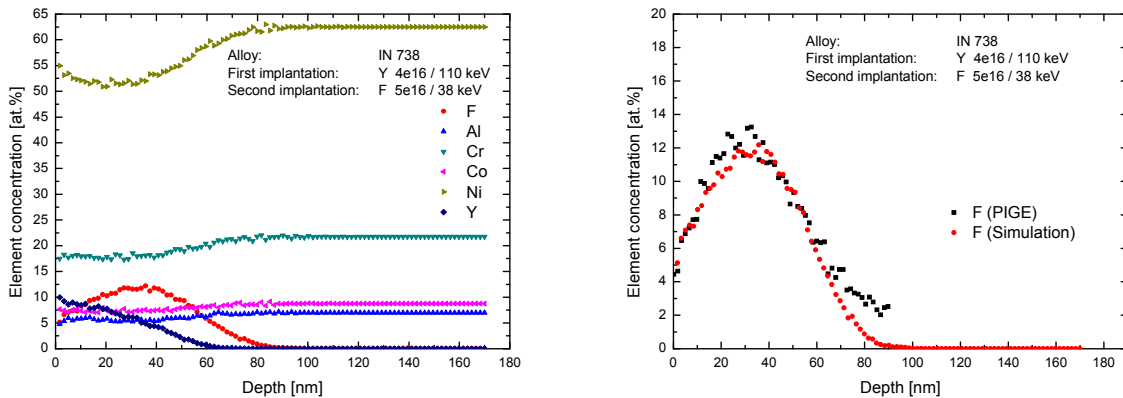 Element concentration [at.%]
65
60
55
50
45
40
35
30
25
20
15
10
5
0
Alloy: IN 738
First implantation: Y 4e16 / 110 keV
Second implantation: F 5e16 / 38 keV
F
Al
Cr
Co
Ni
Y
0 20 40 60 80 100 120 140 160 180
Depth [nm]
Element concentration [at.%]
20
18
16
14
12
10
8
6
4
2
0
Alloy: IN 738
First implantation: Y 4e16 / 110 keV
Second implantation: F 5e16 / 38 keV
F (PIGE)
F (Simulation)
0 20 40 60 80 100 120 140 160 180
Depth [nm]